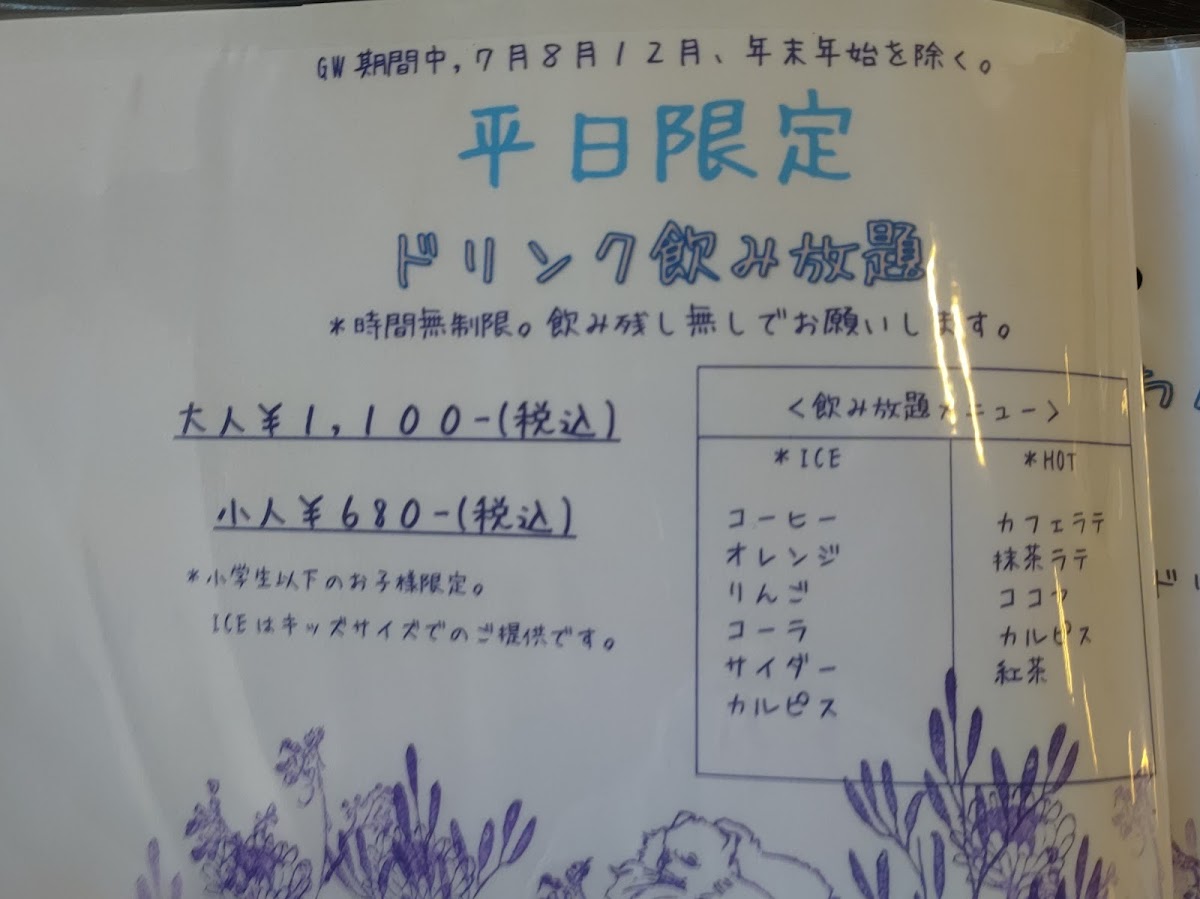 GW期間中,7月8月12月、年末年始を除く。
平日限定
ドリンク飲み放題
*時間無制限。飲み残し無しでお願いします。
大人¥1,100-(税込)
小人¥680-(税込)
*小学生以下のお子様限定。
ICEはキッズサイズでのご提供です。
<飲み放題メニュー>
*ICE
コーヒー
オレンジ
りんご
コーラ
サイダー
カルピス
*HOT
カフェラテ
抹茶ラテ
ココア
カルピス
紅茶